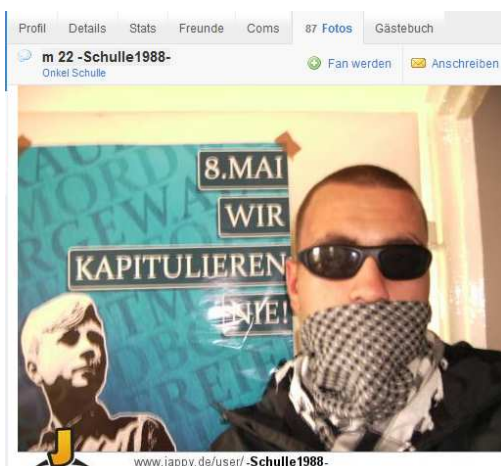 Profil Details Stats Freunde Coms 87 Fotos Gästebuch
m 22 -Schulle1988-
Onkel Schulle
Fan werden Anschreiben
8.MAI
WIR
KAPITULIEREN
NIE!
www.jappy.de/user/-Schulle1988-